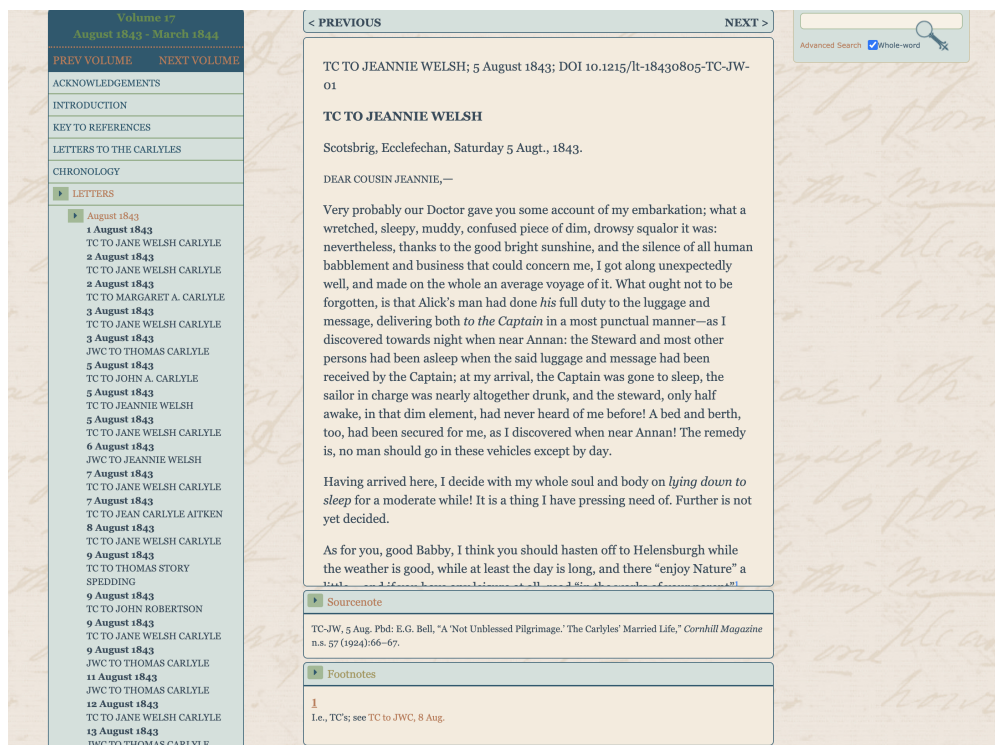 Volume 17
August 1843 - March 1844
PREV VOLUME NEXT VOLUME
ACKNOWLEDGEMENTS
INTRODUCTION
KEY TO REFERENCES
LETTERS TO THE CARLYLES
CHRONOLOGY
LETTERS
August 1843
1 August 1843
TC TO JANE WELSH CARLYLE
2 August 1843
TC TO JANE WELSH CARLYLE
2 August 1843
TC TO MARGARET A. CARLYLE
3 August 1843
TC TO JANE WELSH CARLYLE
3 August 1843
JWC TO THOMAS CARLYLE
5 August 1843
TC TO JOHN A. CARLYLE
5 August 1843
TC TO JEANNIE WELSH
5 August 1843
TC TO JANE WELSH CARLYLE
6 August 1843
JWC TO JEANNIE WELSH
7 August 1843
TC TO JANE WELSH CARLYLE
7 August 1843
TC TO JEAN CARLYLE AITKEN
8 August 1843
TC TO JANE WELSH CARLYLE
9 August 1843
TC TO THOMAS STORY
SPEDDING
9 August 1843
TC TO JOHN ROBERTSON
9 August 1843
TC TO JANE WELSH CARLYLE
9 August 1843
JWC TO THOMAS CARLYLE
11 August 1843
JWC TO THOMAS CARLYLE
12 August 1843
TC TO JANE WELSH CARLYLE
13 August 1843
JWC TO THOMAS CARLYLE
< PREVIOUS NEXT >
TC TO JEANNIE WELSH; 5 August 1843; DOI 10.1215/lt-18430805-TC-JW-
01
TC TO JEANNIE WELSH
Scotsbrig, Ecclefechan, Saturday 5 Augt., 1843.
DEAR COUSIN JEANNIE,—
Very probably our Doctor gave you some account of my embarkation; what a
wretched, sleepy, muddy, confused piece of dim, drowsy squalor it was:
nevertheless, thanks to the good bright sunshine, and the silence of all human
babblement and business that could concern me, I got along unexpectedly
well, and made on the whole an average voyage of it. What ought not to be
forgotten, is that Alick's man had done his full duty to the luggage and
message, delivering both to the Captain in a most punctual manner—as I
discovered towards night when near Annan: the Steward and most other
persons had been asleep when the said luggage and message had been
received by the Captain; at my arrival, the Captain was gone to sleep, the
sailor in charge was nearly altogether drunk, and the steward, only half
awake, in that dim element, had never heard of me before! A bed and berth,
too, had been secured for me, as I discovered when near Annan! The remedy
is, no man should go in these vehicles except by day.
Having arrived here, I decide with my whole soul and body on lying down to
sleep for a moderate while! It is a thing I have pressing need of. Further is not
yet decided.
As for you, good Babby, I think you should hasten off to Helensburgh while
the weather is good, while at least the day is long, and there “enjoy Nature” a
little—and if you have any leisure at all, read “in the works of your parent”1
Sourcenote
TC-JW, 5 Aug. Pbd: E.G. Bell, “A ‘Not Unblessed Pilgrimage.’ The Carlyles’ Married Life,” Cornhill Magazine
n.s. 57 (1924):66–67.
Footnotes
1
I.e., TC's; see TC to JWC, 8 Aug.
Advanced Search Whole-word